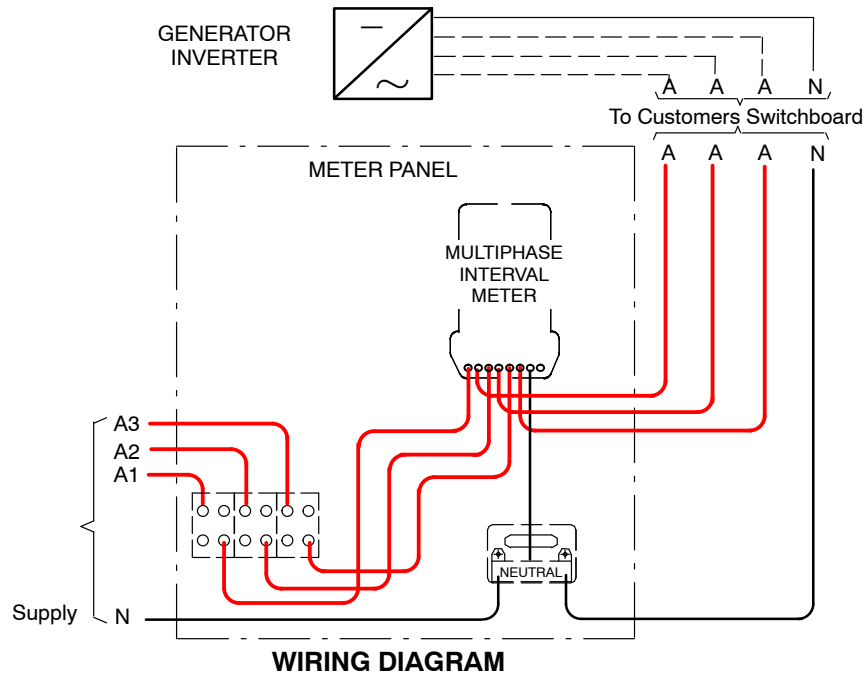 GENERATOR
INVERTER
A A A N
To Customers Switchboard
A A A N
METER PANEL
MULTIPHASE
INTERVAL
METER
A3
A2
A1
NEUTRAL
Supply N
WIRING DIAGRAM